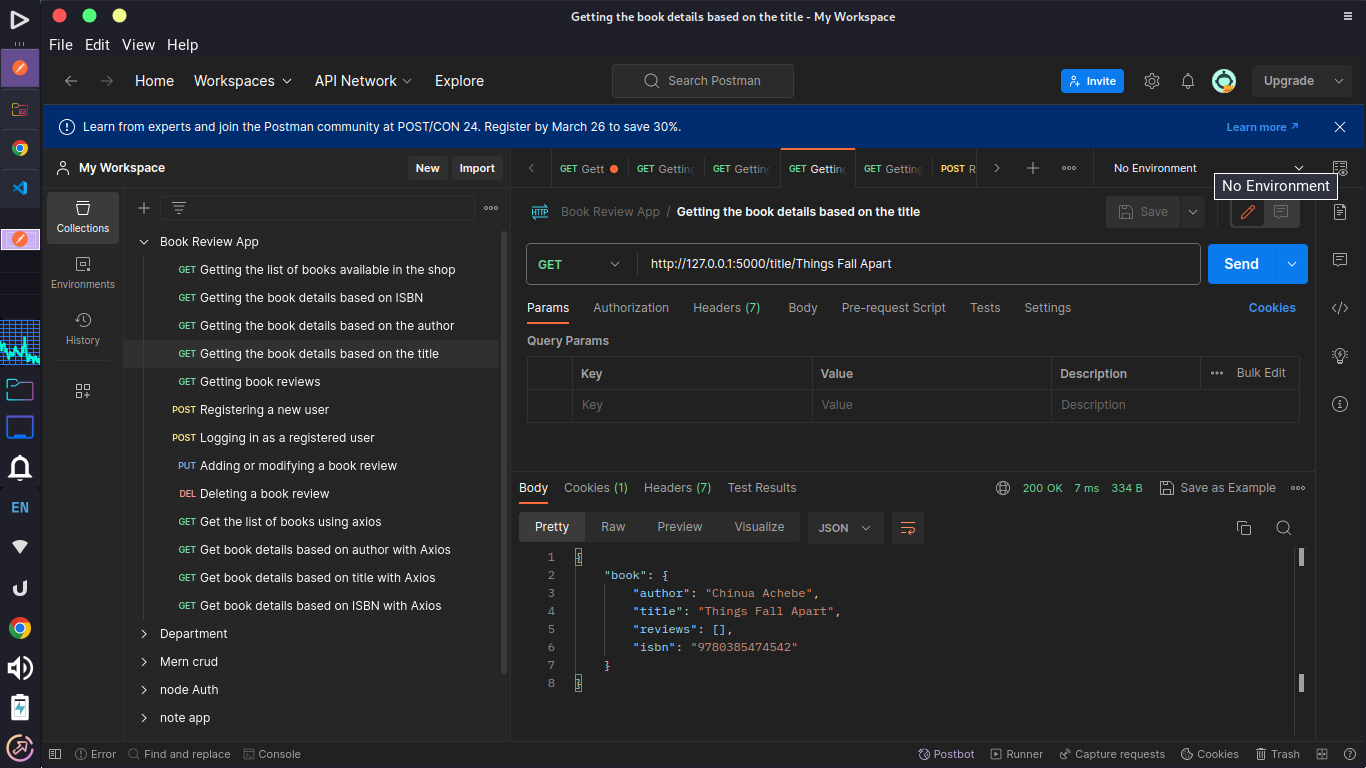 Getting the book details based on the title - My Workspace
File Edit View Help
Home Workspaces API Network Explore
Search Postman
Invite
Upgrade
Learn from experts and join the Postman community at POST/CON 24. Register by March 26 to save 30%.
Learn more
My Workspace
New Import
GET Gett GET Getting GET Getting GET Getting GET Getting POST R
No Environment
No Environment
Collections
Environments
History
Book Review App
GET Getting the list of books available in the shop
GET Getting the book details based on ISBN
GET Getting the book details based on the author
GET Getting the book details based on the title
GET Getting book reviews
POST Registering a new user
POST Logging in as a registered user
PUT Adding or modifying a book review
DEL Deleting a book review
GET Get the list of books using axios
GET Get book details based on author with Axios
GET Get book details based on title with Axios
GET Get book details based on ISBN with Axios
Department
Mern crud
node Auth
note app
HTTP Book Review App / Getting the book details based on the title
Save
GET http://127.0.0.1:5000/title/Things Fall Apart
Send
Params Authorization Headers (7) Body Pre-request Script Tests Settings
Cookies
Query Params
Key Value Description Bulk Edit
Key Value Description
Body Cookies (1) Headers (7) Test Results
200 OK 7 ms 334 B Save as Example
Pretty Raw Preview Visualize JSON
1 {
2 "book": {
3 "author": "Chinua Achebe",
4 "title": "Things Fall Apart",
5 "reviews": [],
6 "isbn": "9780385474542"
7 }
8 }
EN
Error Find and replace Console
Postbot Runner Capture requests Cookies Trash